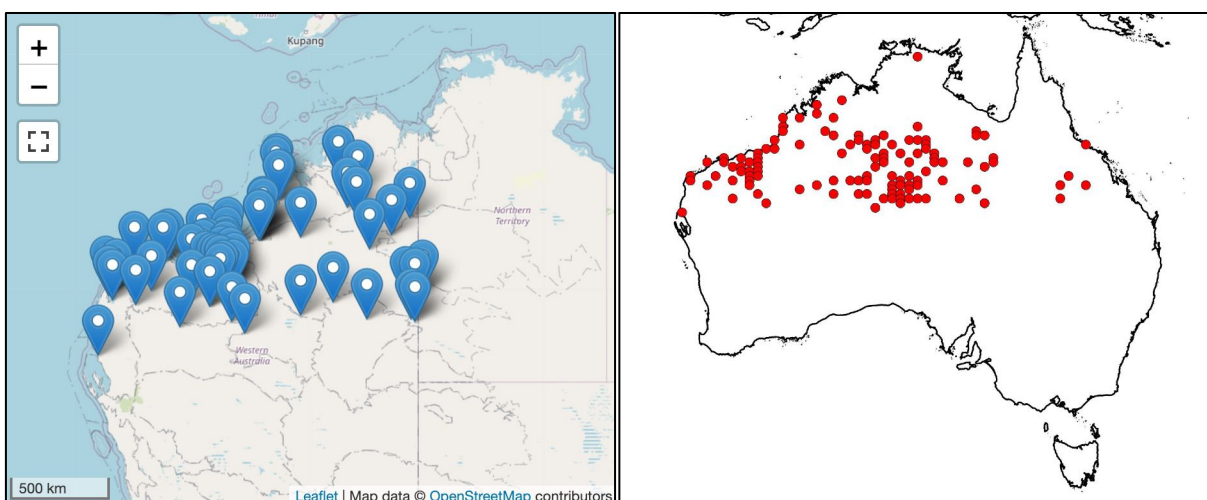 +
Kupang
−
Northern
Territory
Western
Australia
500 km
Leaflet | Map data © OpenStreetMap contributors